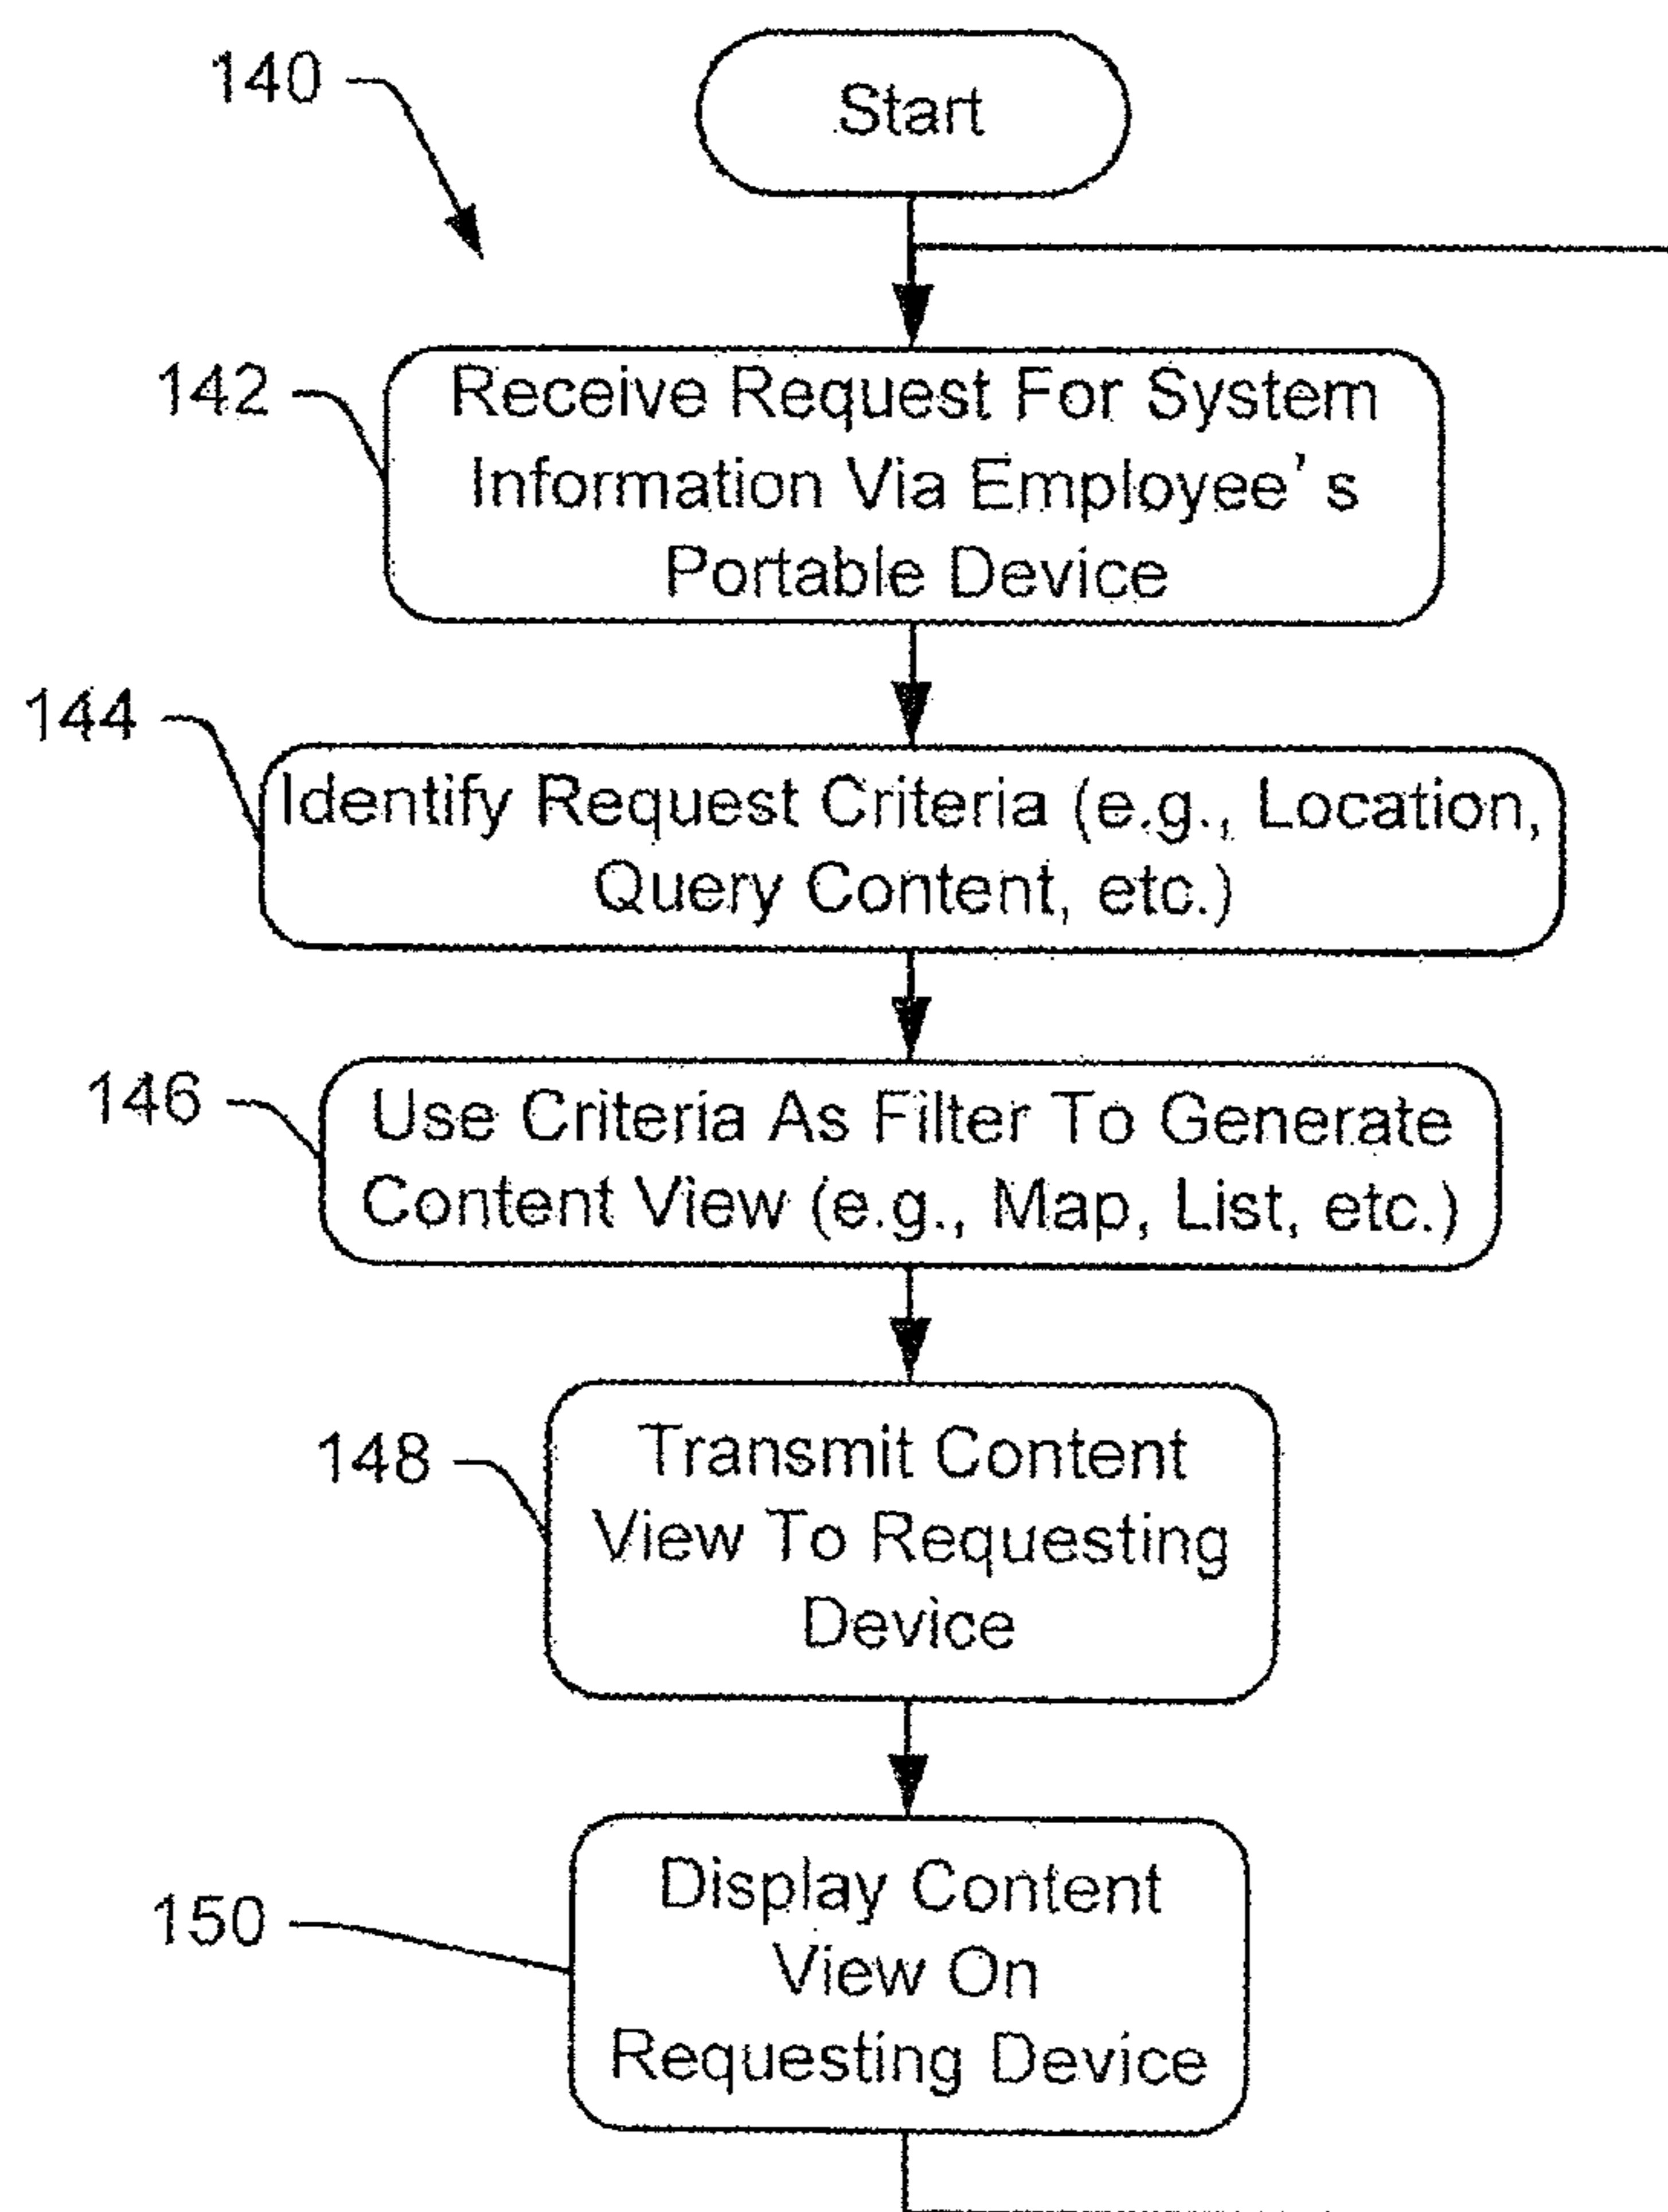 140
Start
142
Receive Request For System
Information Via Employee's
Portable Device
144
Identify Request Criteria (e.g., Location,
Query Content, etc.)
146
Use Criteria As Filter To Generate
Content View (e.g., Map, List, etc.)
148
Transmit Content
View To Requesting
Device
150
Display Content
View On
Requesting Device